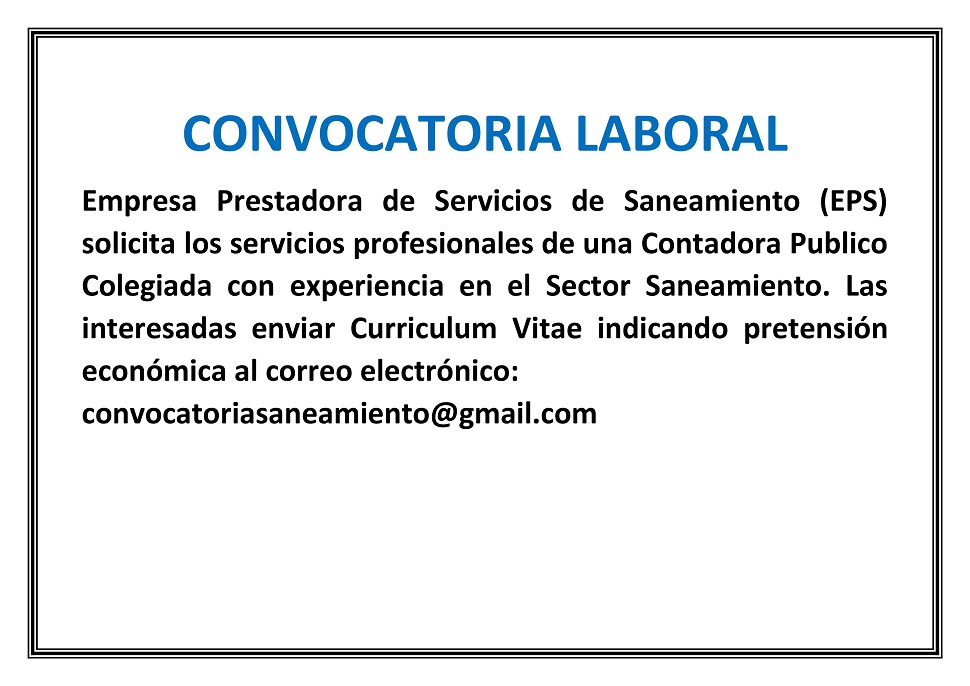 CONVOCATORIA LABORAL
Empresa Prestadora de Servicios de Saneamiento (EPS)
solicita los servicios profesionales de una Contadora Publico
Colegiada con experiencia en el Sector Saneamiento. Las
interesadas enviar Curriculum Vitae indicando pretensión
económica al correo electrónico:
convocatoriasaneamiento@gmail.com